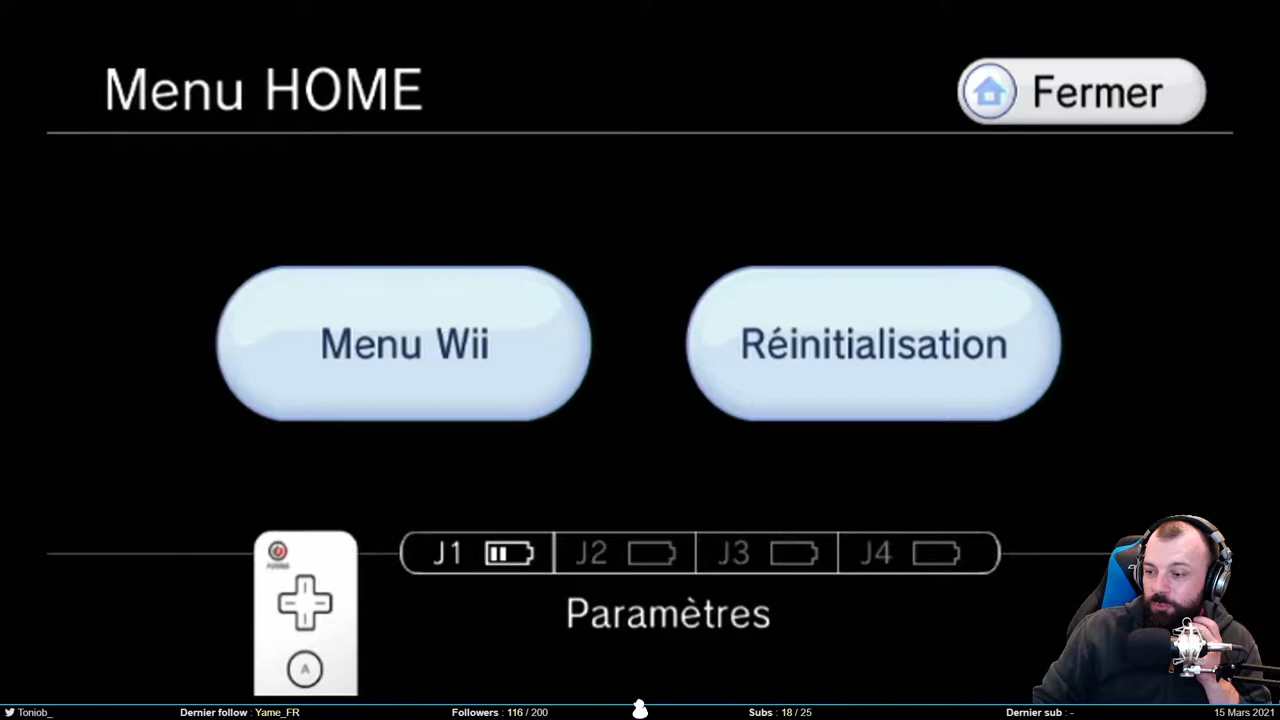 Menu HOME
Fermer
Menu Wii
Réinitialisation
J1 J2 J3 J4
Paramètres
A
Toniob_ Dernier follow : Yame_FR Followers : 116 / 200 Subs : 18 / 25 Dernier sub : - 15 Mars 2021